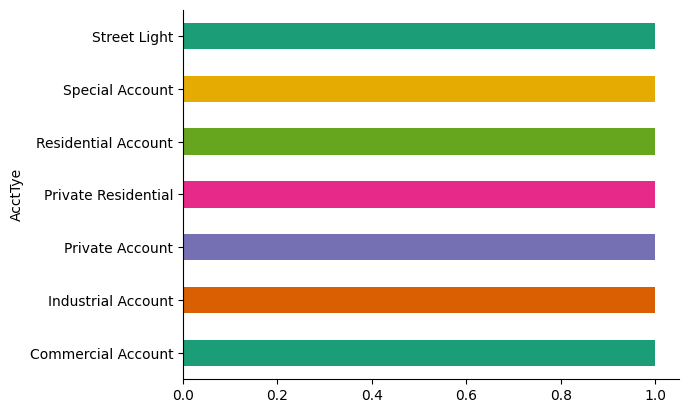 Street Light
Special Account
Residential Account
Private Residential
Private Account
Industrial Account
Commercial Account
AcctTye
0.0 0.2 0.4 0.6 0.8 1.0